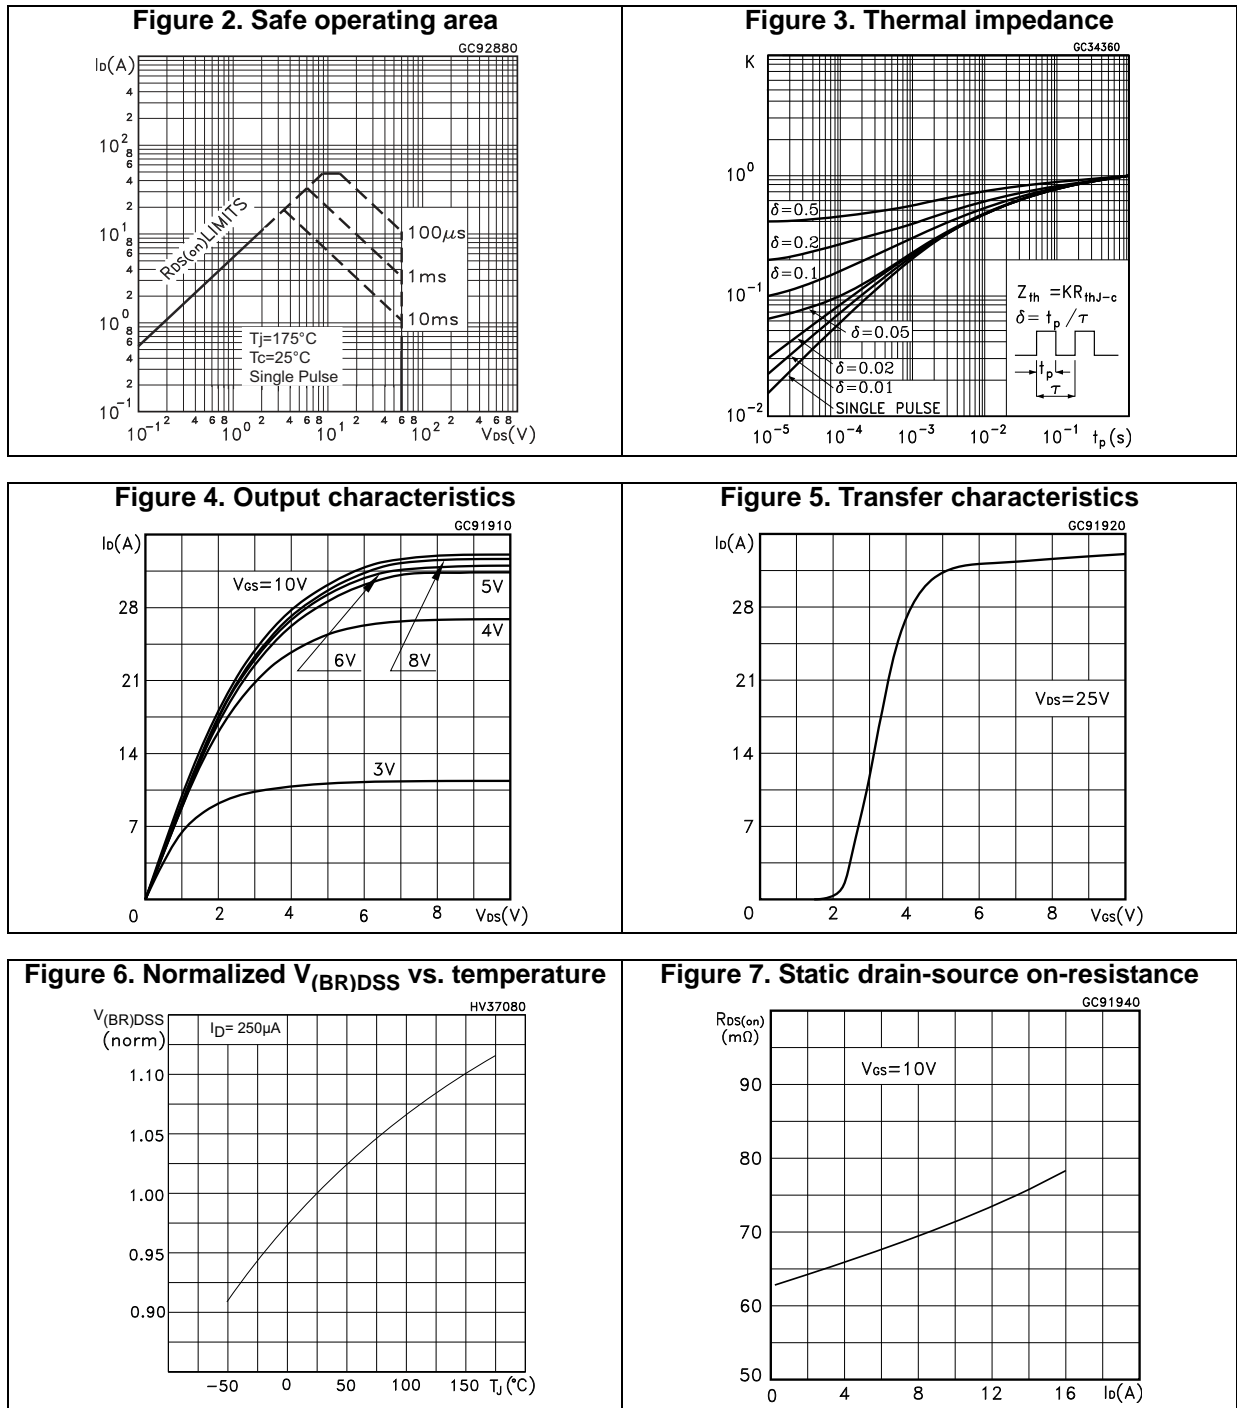 Figure 2. Safe operating area
GC92880
ID(A)
4
2
10²
8
6
4
2
10¹
8
6
4
2
10⁰
8
6
4
2
10⁻¹
RDS(on)LIMITS
100µs
1ms
10ms
Tj=175°C
Tc=25°C
Single Pulse
10⁻¹ 2 4 6 8 10⁰ 2 4 6 8 10¹ 2 4 6 8 10² 2 4 6 8 VDS(V)
Figure 3. Thermal impedance
GC34360
K
10⁰
δ=0.5
δ=0.2
δ=0.1
10⁻¹
Zth =KRthJ-c
δ= tp/τ
δ=0.05
δ=0.02
δ=0.01
SINGLE PULSE
tp
τ
10⁻²
10⁻⁵ 10⁻⁴ 10⁻³ 10⁻² 10⁻¹ tp(s)
Figure 4. Output characteristics
GC91910
ID(A)
VGS=10V
5V
28
4V
6V 8V
21
14
3V
7
0 2 4 6 8 VDS(V)
Figure 5. Transfer characteristics
GC91920
ID(A)
28
21
VDS=25V
14
7
0 2 4 6 8 VGS(V)
Figure 6. Normalized V(BR)DSS vs. temperature
HV37080
V(BR)DSS
(norm)
ID= 250µA
1.10
1.05
1.00
0.95
0.90
-50 0 50 100 150 TJ(°C)
Figure 7. Static drain-source on-resistance
GC91940
RDS(on)
(mΩ)
VGS=10V
90
80
70
60
50
0 4 8 12 16 ID(A)